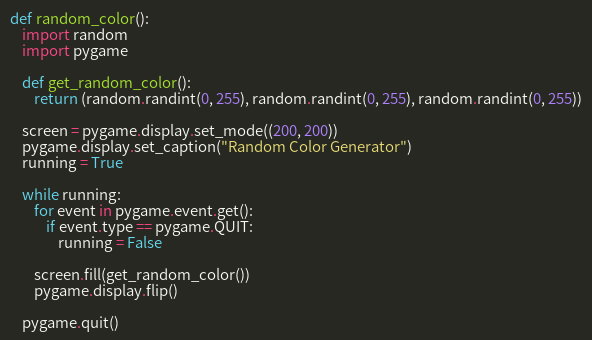 def random_color():
    import random
    import pygame

    def get_random_color():
        return (random.randint(0, 255), random.randint(0, 255), random.randint(0, 255))

    screen = pygame.display.set_mode((200, 200))
    pygame.display.set_caption("Random Color Generator")
    running = True

    while running:
        for event in pygame.event.get():
            if event.type == pygame.QUIT:
                running = False

        screen.fill(get_random_color())
        pygame.display.flip()

    pygame.quit()